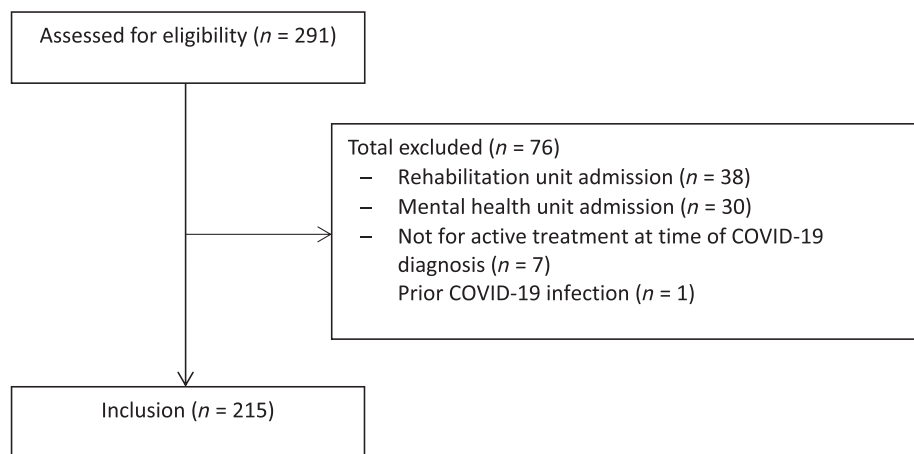 Assessed for eligibility (n = 291)
Total excluded (n = 76)
– Rehabilitation unit admission (n = 38)
– Mental health unit admission (n = 30)
– Not for active treatment at time of COVID-19
diagnosis (n = 7)
Prior COVID-19 infection (n = 1)
Inclusion (n = 215)